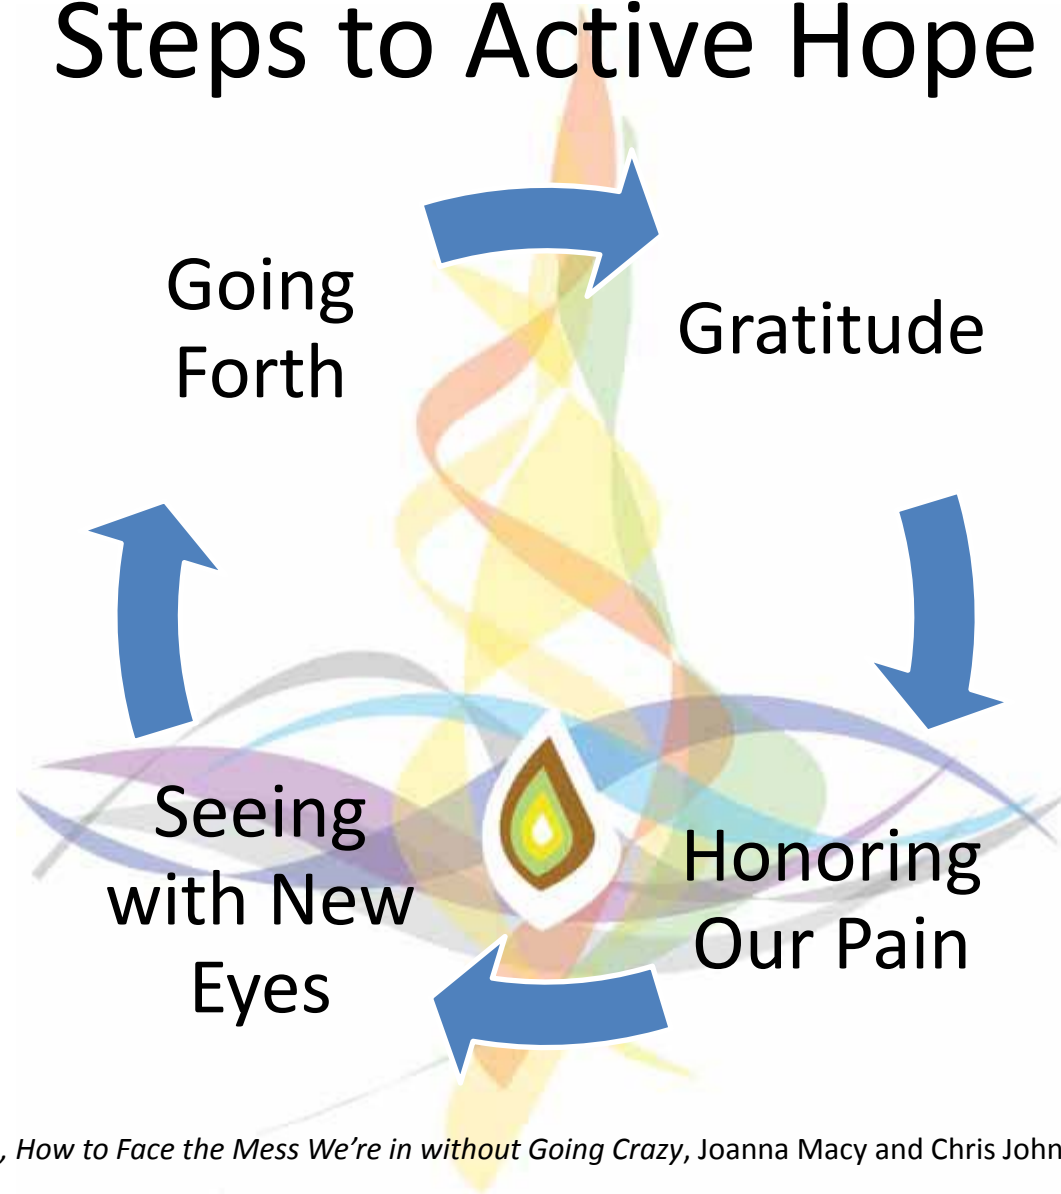 Steps to Active Hope
Going
Forth
Gratitude
Honoring
Our Pain
Seeing
with New
Eyes
, How to Face the Mess We’re in without Going Crazy, Joanna Macy and Chris John